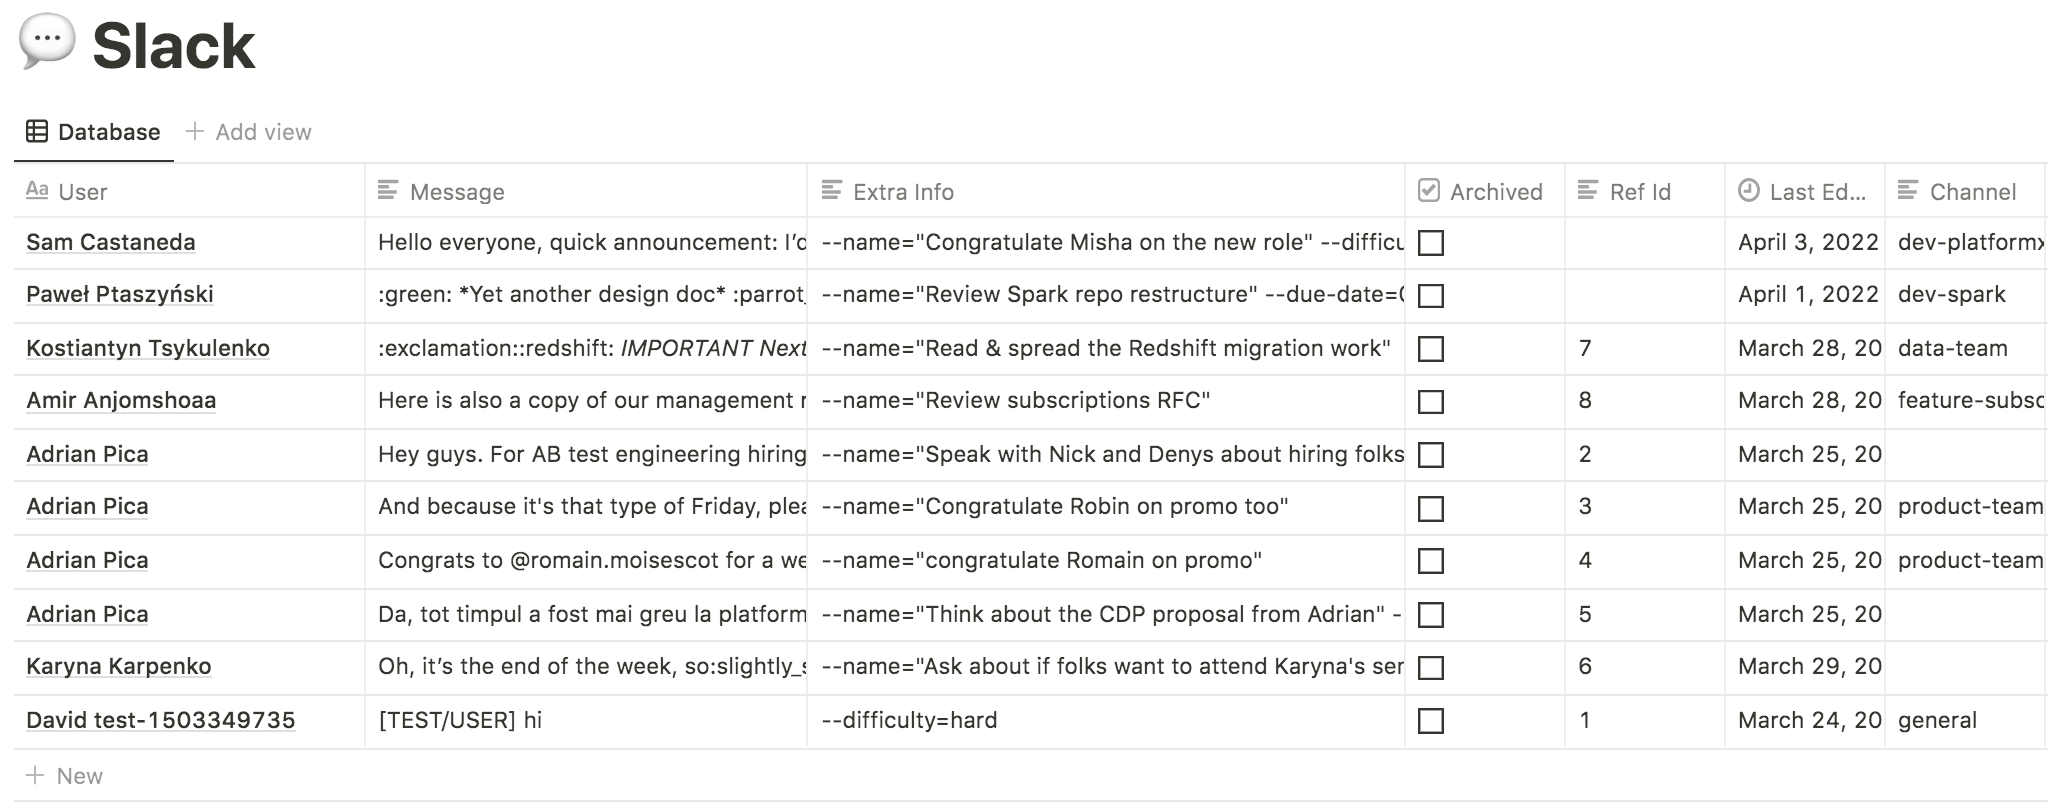 Slack
Database + Add view
Aa User Message Extra Info Archived Ref Id Last Ed... Channel
Sam Castaneda Hello everyone, quick announcement: I'd --name="Congratulate Misha on the new role" --difficu April 3, 2022 dev-platformx
Paweł Ptaszyński :green: *Yet another design doc* :parrot_ --name="Review Spark repo restructure" --due-date= April 1, 2022 dev-spark
Kostiantyn Tsykulenko :exclamation::redshift: IMPORTANT Next --name="Read & spread the Redshift migration work" 7 March 28, 20 data-team
Amir Anjomshoaa Here is also a copy of our management r --name="Review subscriptions RFC" 8 March 28, 20 feature-subsc
Adrian Pica Hey guys. For AB test engineering hiring --name="Speak with Nick and Denys about hiring folks 2 March 25, 20
Adrian Pica And because it's that type of Friday, plea --name="Congratulate Robin on promo too" 3 March 25, 20 product-team
Adrian Pica Congrats to @romain.moisescot for a we --name="congratulate Romain on promo" 4 March 25, 20 product-team
Adrian Pica Da, tot timpul a fost mai greu la platform --name="Think about the CDP proposal from Adrian" - 5 March 25, 20
Karyna Karpenko Oh, it's the end of the week, so:slightly_s --name="Ask about if folks want to attend Karyna's ser 6 March 29, 20
David test-1503349735 [TEST/USER] hi --difficulty=hard 1 March 24, 20 general
+ New